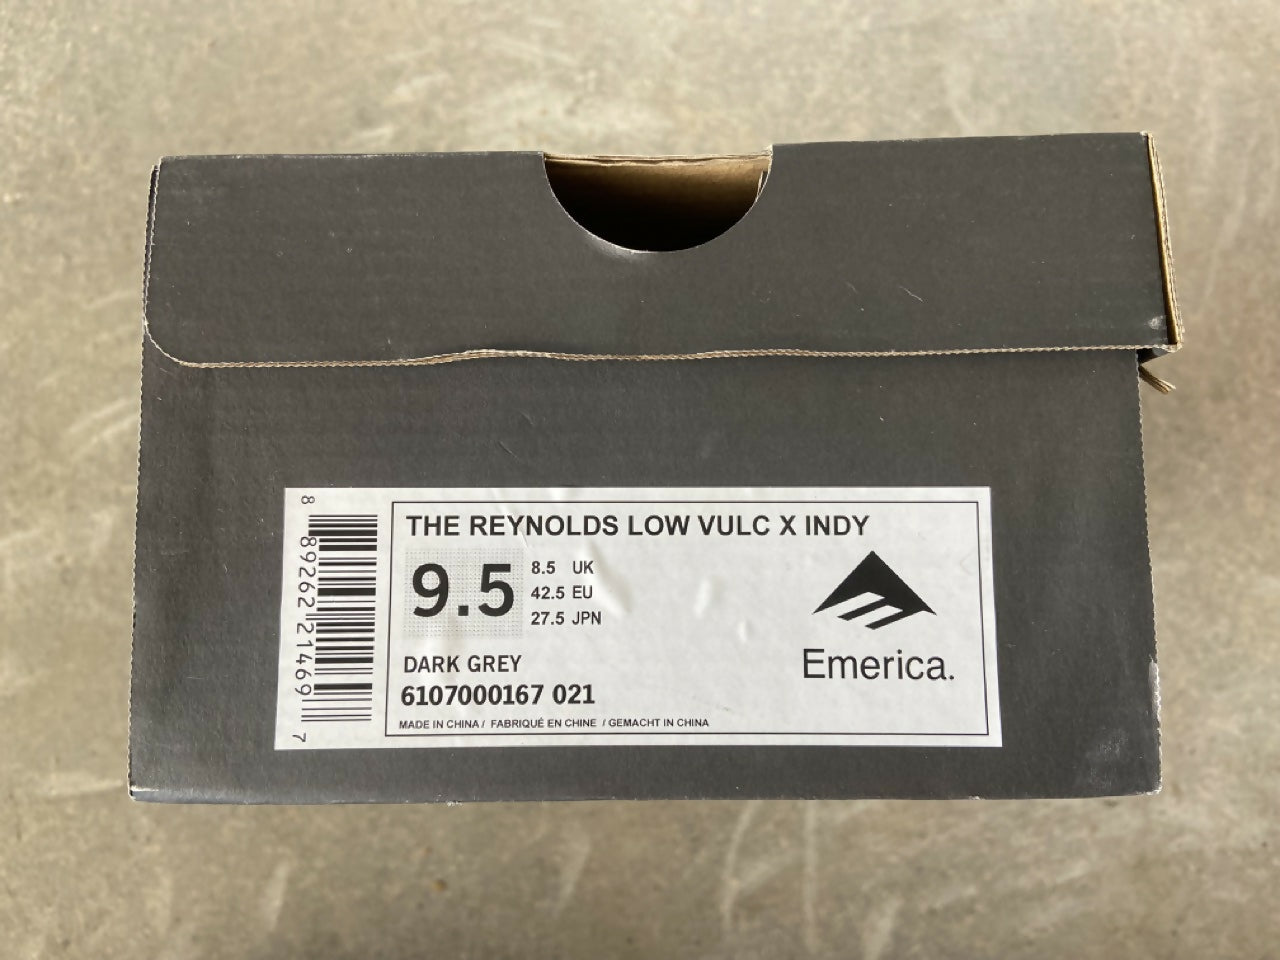 THE REYNOLDS LOW VULC X INDY
9.5
8.5 UK
42.5 EU
27.5 JPN
DARK GREY
6107000167 021
MADE IN CHINA / FABRIQUÉ EN CHINE / GEMACHT IN CHINA
Emerica.
8 89262 21469 7